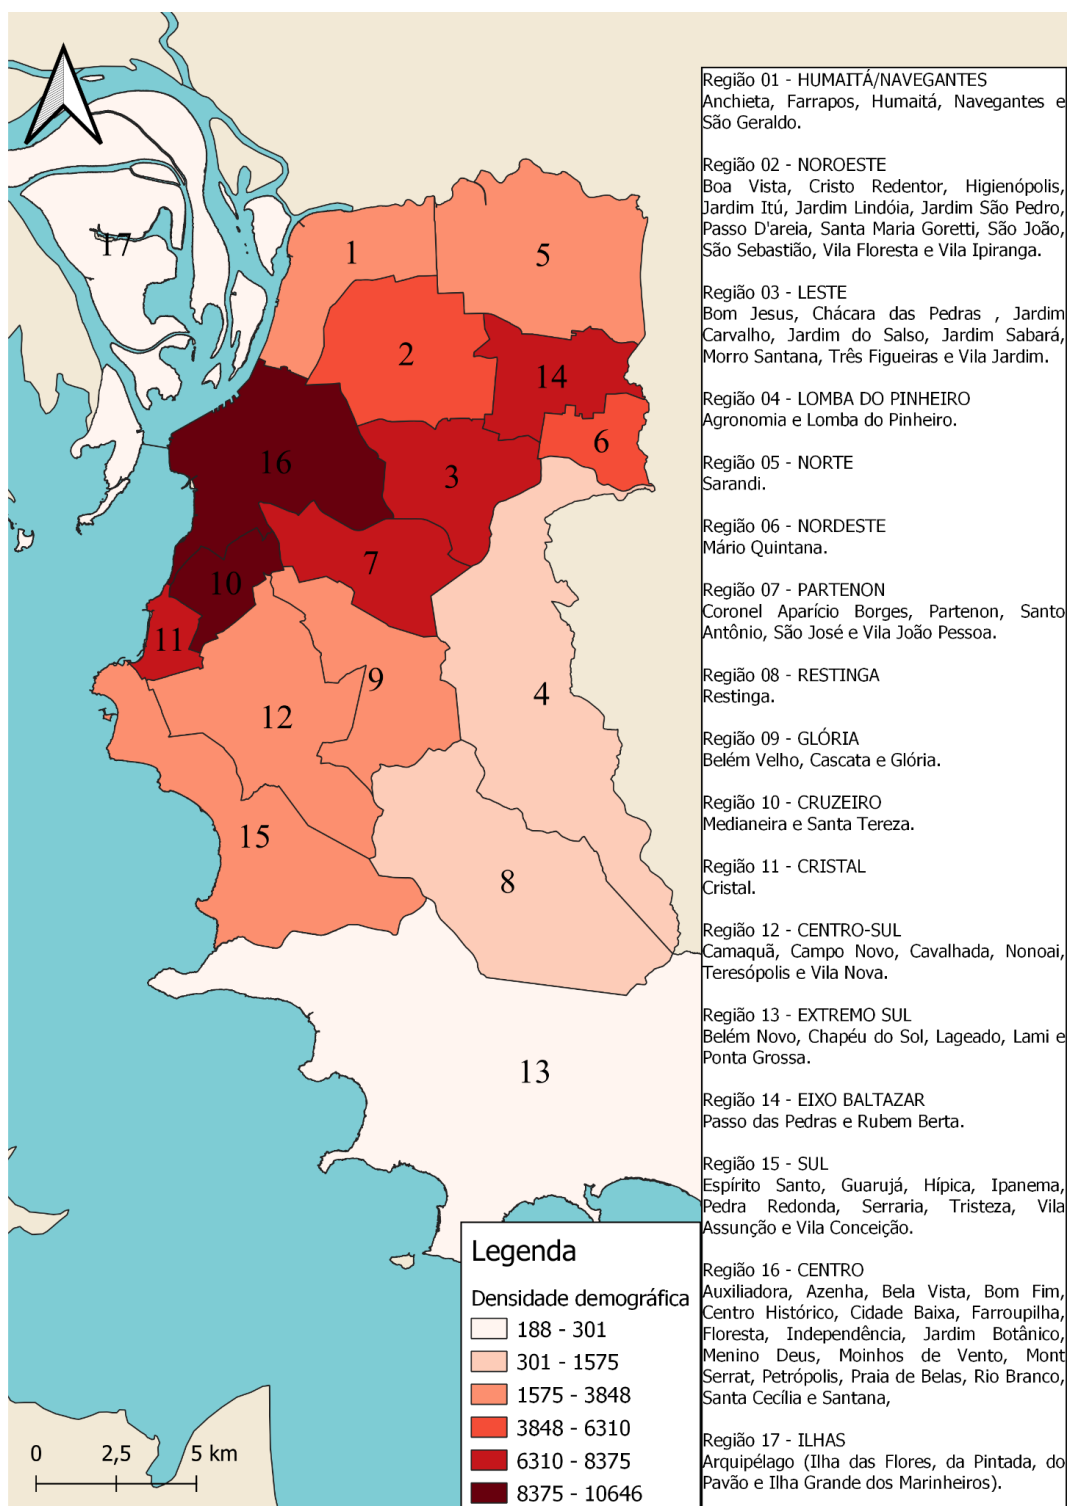 Região 01 - HUMAITÁ/NAVEGANTES
Anchieta, Farrapos, Humaitá, Navegantes e
São Geraldo.
Região 02 - NOROESTE
Boa Vista, Cristo Redentor, Higienópolis,
Jardim Itú, Jardim Lindóia, Jardim São Pedro,
Passo D'areia, Santa Maria Goretti, São João,
São Sebastião, Vila Floresta e Vila Ipiranga.
Região 03 - LESTE
Bom Jesus, Chácara das Pedras , Jardim
Carvalho, Jardim do Salso, Jardim Sabará,
Morro Santana, Três Figueiras e Vila Jardim.
Região 04 - LOMBA DO PINHEIRO
Agronomia e Lomba do Pinheiro.
Região 05 - NORTE
Sarandi.
Região 06 - NORDESTE
Mário Quintana.
Região 07 - PARTENON
Coronel Aparício Borges, Partenon, Santo
Antônio, São José e Vila João Pessoa.
Região 08 - RESTINGA
Restinga.
Região 09 - GLÓRIA
Belém Velho, Cascata e Glória.
Região 10 - CRUZEIRO
Medianeira e Santa Tereza.
Região 11 - CRISTAL
Cristal.
Região 12 - CENTRO-SUL
Camaquã, Campo Novo, Cavalhada, Nonoai,
Teresópolis e Vila Nova.
Região 13 - EXTREMO SUL
Belém Novo, Chapéu do Sol, Lageado, Lami e
Ponta Grossa.
Região 14 - EIXO BALTAZAR
Passo das Pedras e Rubem Berta.
Região 15 - SUL
Espírito Santo, Guarujá, Hípica, Ipanema,
Pedra Redonda, Serraria, Tristeza, Vila
Assunção e Vila Conceição.
Região 16 - CENTRO
Auxiliadora, Azenha, Bela Vista, Bom Fim,
Centro Histórico, Cidade Baixa, Farroupilha,
Floresta, Independência, Jardim Botânico,
Menino Deus, Moinhos de Vento, Mont
Serrat, Petrópolis, Praia de Belas, Rio Branco,
Santa Cecília e Santana,
Região 17 - ILHAS
Arquipélago (Ilha das Flores, da Pintada, do
Pavão e Ilha Grande dos Marinheiros).
17
1
5
2
14
6
16
3
7
10
11
9
4
12
15
8
13
Legenda
Densidade demográfica
188 - 301
301 - 1575
1575 - 3848
3848 - 6310
6310 - 8375
8375 - 10646
0 2,5 5 km